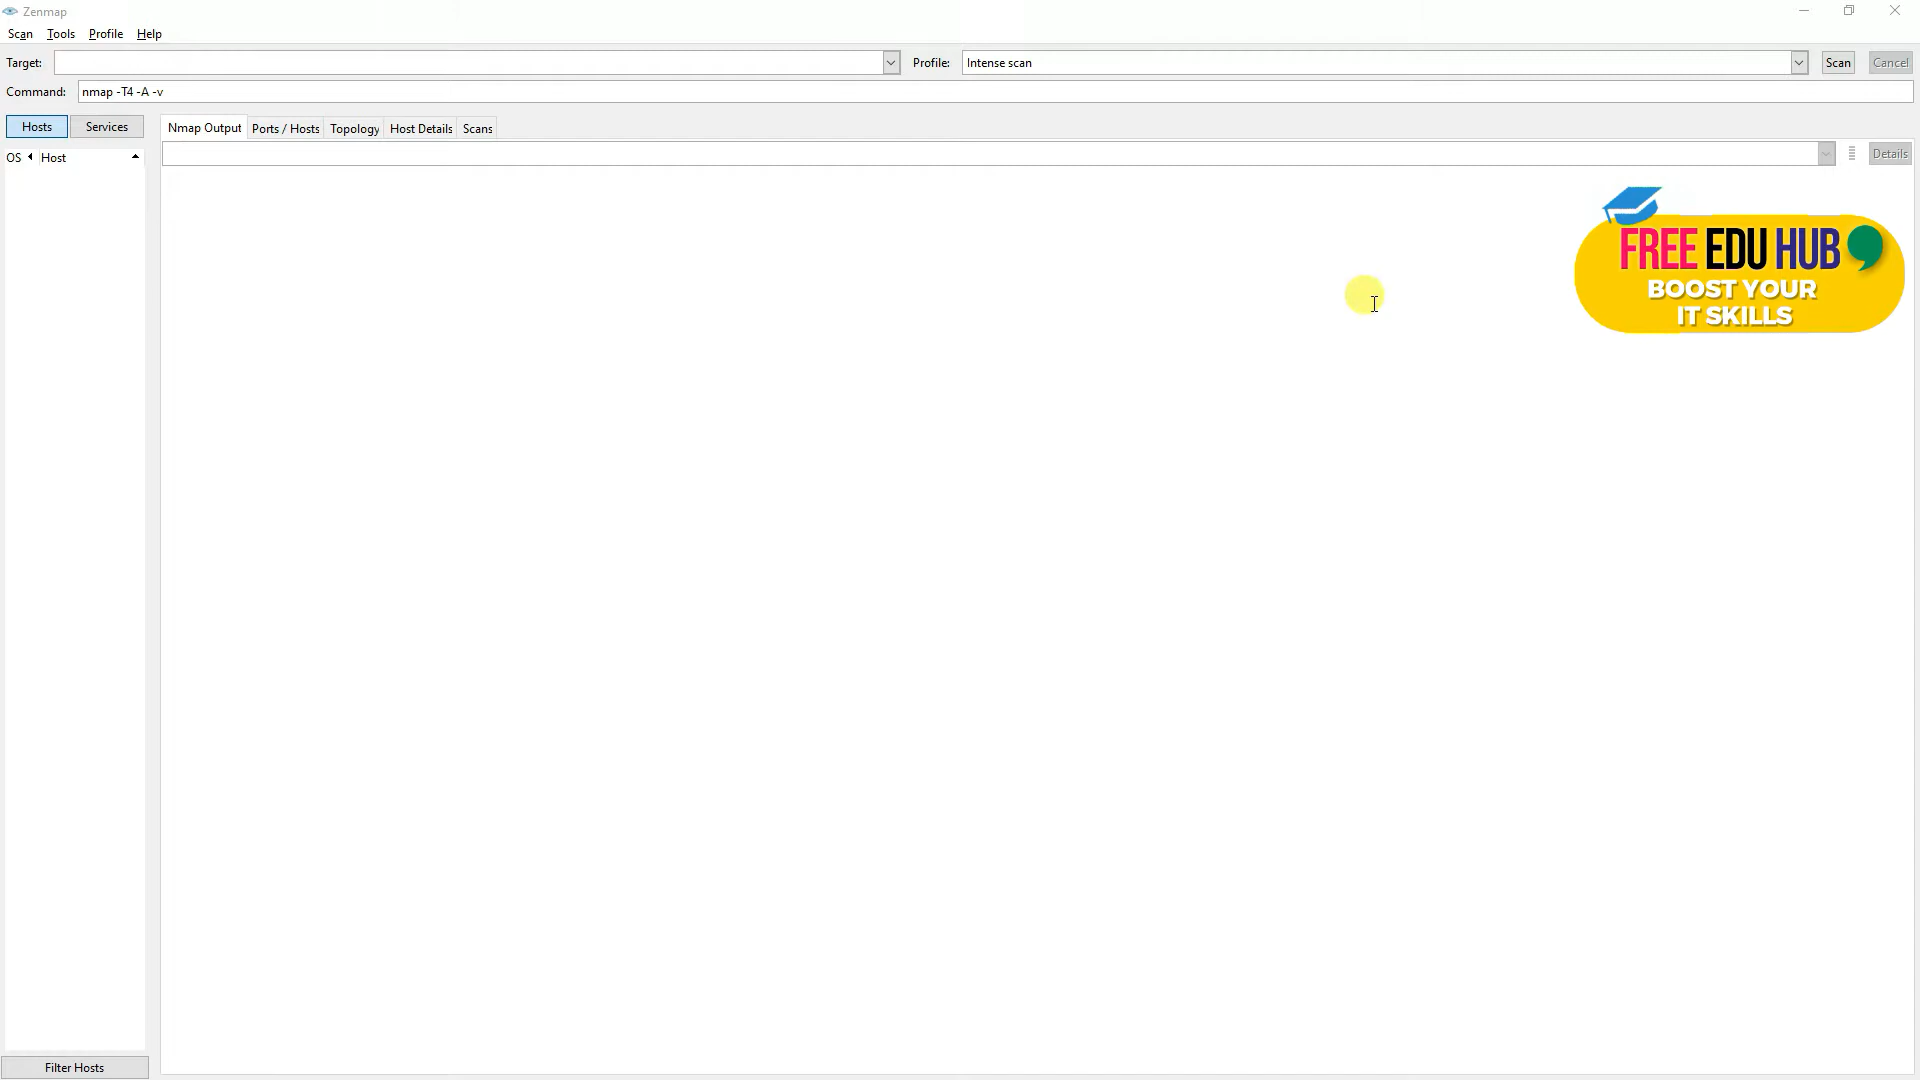 Zenmap
Scan Tools Profile Help
Target: Profile: Intense scan Scan Cancel
Command: nmap -T4 -A -v
Hosts Services
Nmap Output Ports / Hosts Topology Host Details Scans
OS Host
Details
FREE EDU HUB
BOOST YOUR
IT SKILLS
Filter Hosts